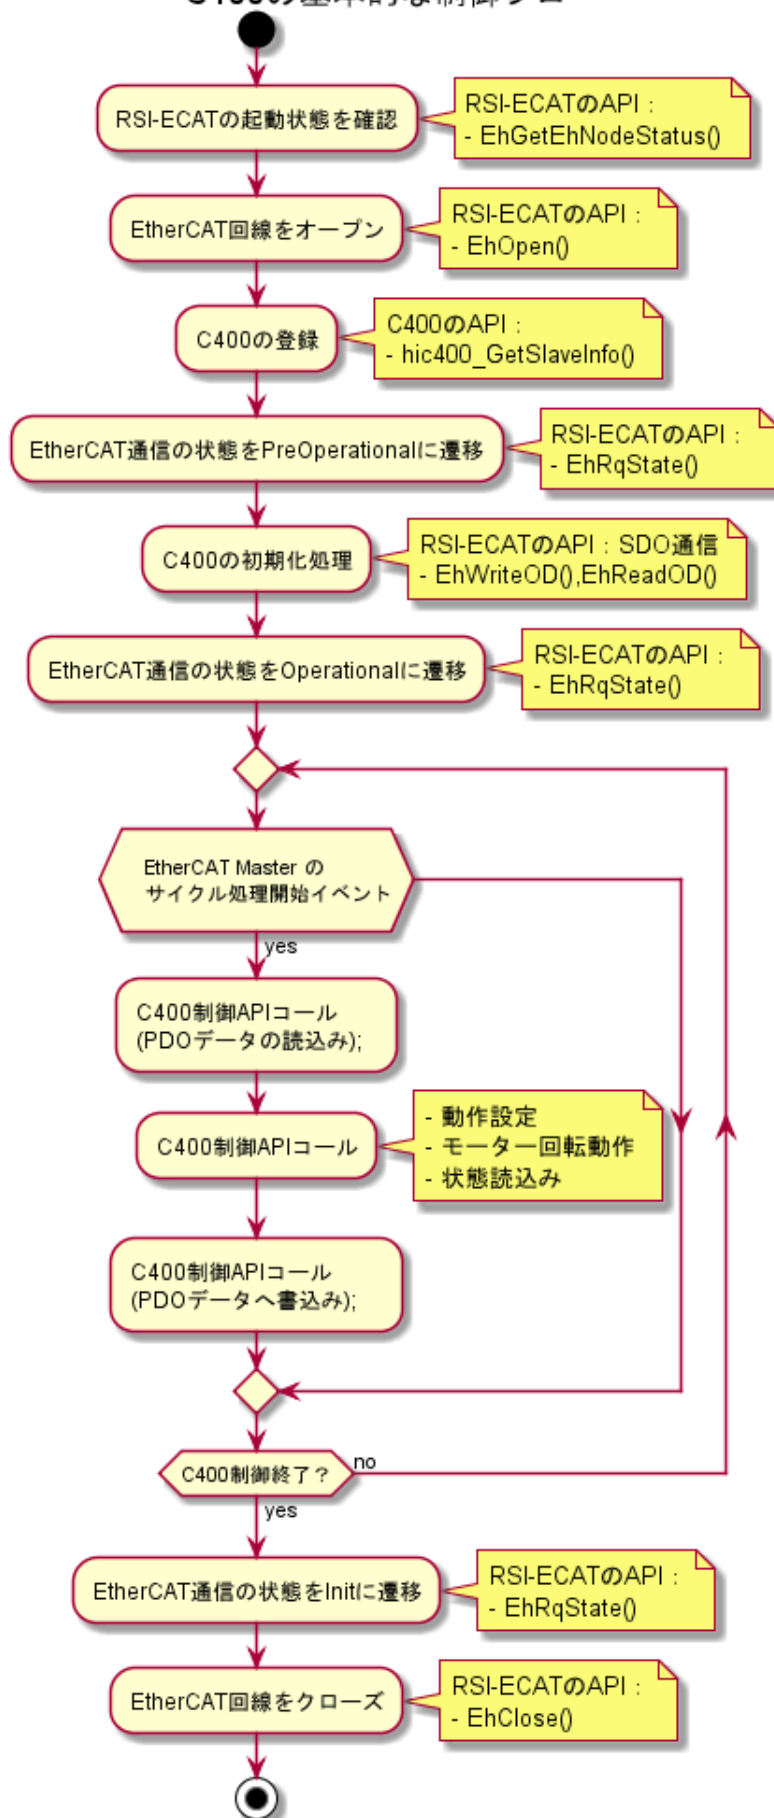 C400の基本的な制御フロー
RSI-ECATの起動状態を確認
RSI-ECATのAPI：
- EhGetEhNodeStatus()
EtherCAT回線をオープン
RSI-ECATのAPI：
- EhOpen()
C400の登録
C400のAPI：
- hic400_GetSlaveInfo()
EtherCAT通信の状態をPreOperationalに遷移
RSI-ECATのAPI：
- EhRqState()
C400の初期化処理
RSI-ECATのAPI：SDO通信
- EhWriteOD(),EhReadOD()
EtherCAT通信の状態をOperationalに遷移
RSI-ECATのAPI：
- EhRqState()
EtherCAT Master の
サイクル処理開始イベント
yes
C400制御APIコール
(PDOデータの読込み);
C400制御APIコール
- 動作設定
- モーター回転動作
- 状態読込み
C400制御APIコール
(PDOデータへ書込み);
C400制御終了？
no
yes
EtherCAT通信の状態をInitに遷移
RSI-ECATのAPI：
- EhRqState()
EtherCAT回線をクローズ
RSI-ECATのAPI：
- EhClose()